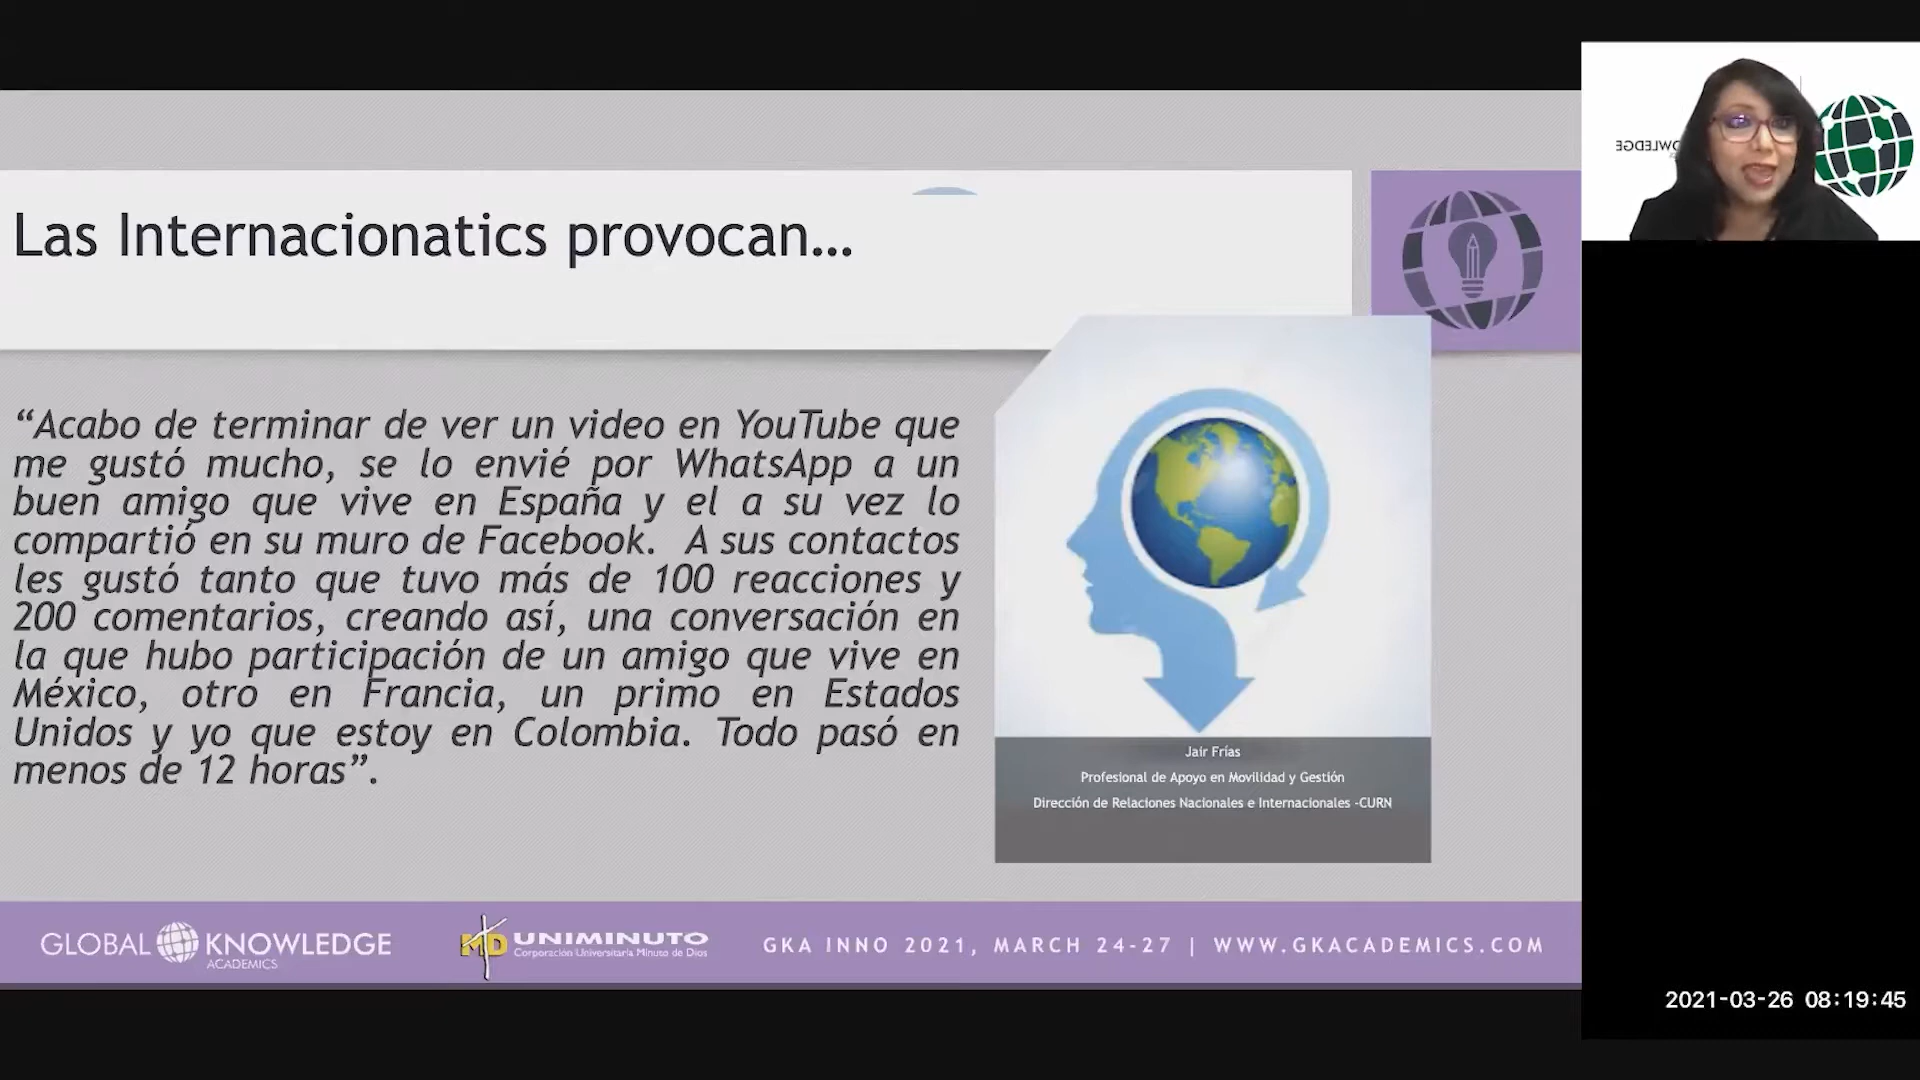 Las Internacionatics provocan...
“Acabo de terminar de ver un video en YouTube que
me gustó mucho, se lo envié por WhatsApp a un
buen amigo que vive en España y el a su vez lo
compartió en su muro de Facebook. A sus contactos
les gustó tanto que tuvo más de 100 reacciones y
200 comentarios, creando así, una conversación en
la que hubo participación de un amigo que vive en
México, otro en Francia, un primo en Estados
Unidos y yo que estoy en Colombia. Todo pasó en
menos de 12 horas”.
Jair Frías
Profesional de Apoyo en Movilidad y Gestión
Dirección de Relaciones Nacionales e Internacionales -CURN
GLOBAL KNOWLEDGE
ACADEMICS
MD UNIMINUTO
Corporación Universitaria Minuto de Dios
GKA INNO 2021, MARCH 24-27 | WWW.GKACADEMICS.COM
2021-03-26 08:19:45